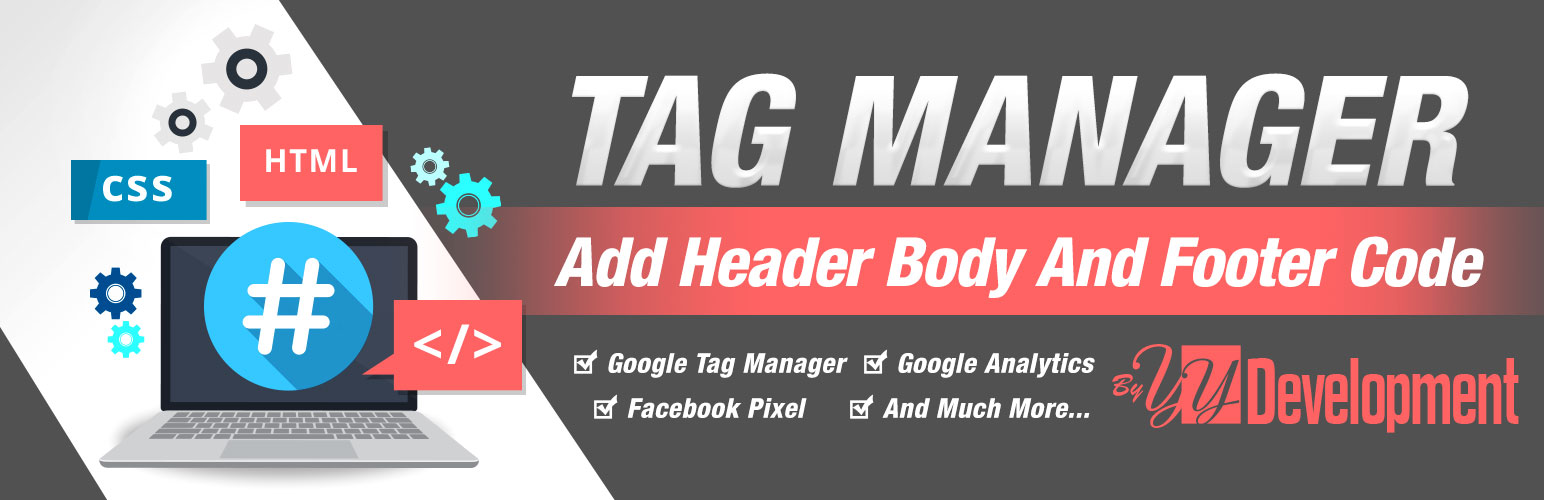 CSS
HTML
#
</>
TAG MANAGER
Add Header Body And Footer Code
Google Tag Manager
Google Analytics
Facebook Pixel
And Much More...
By YY Development